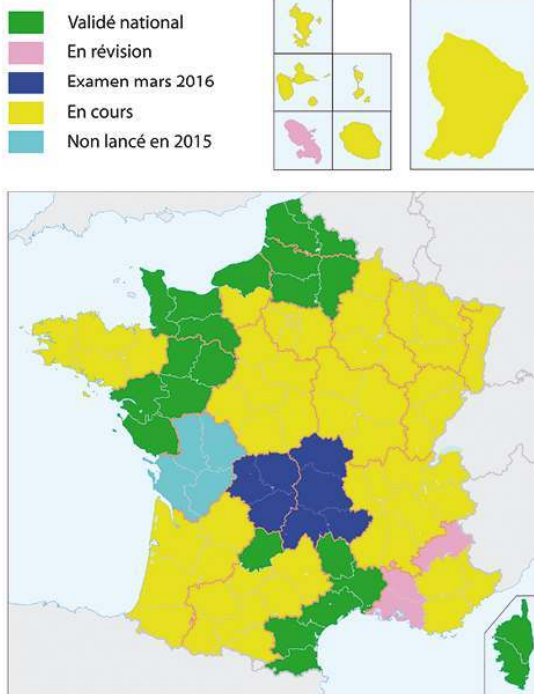 Validé national
En révision
Examen mars 2016
En cours
Non lancé en 2015